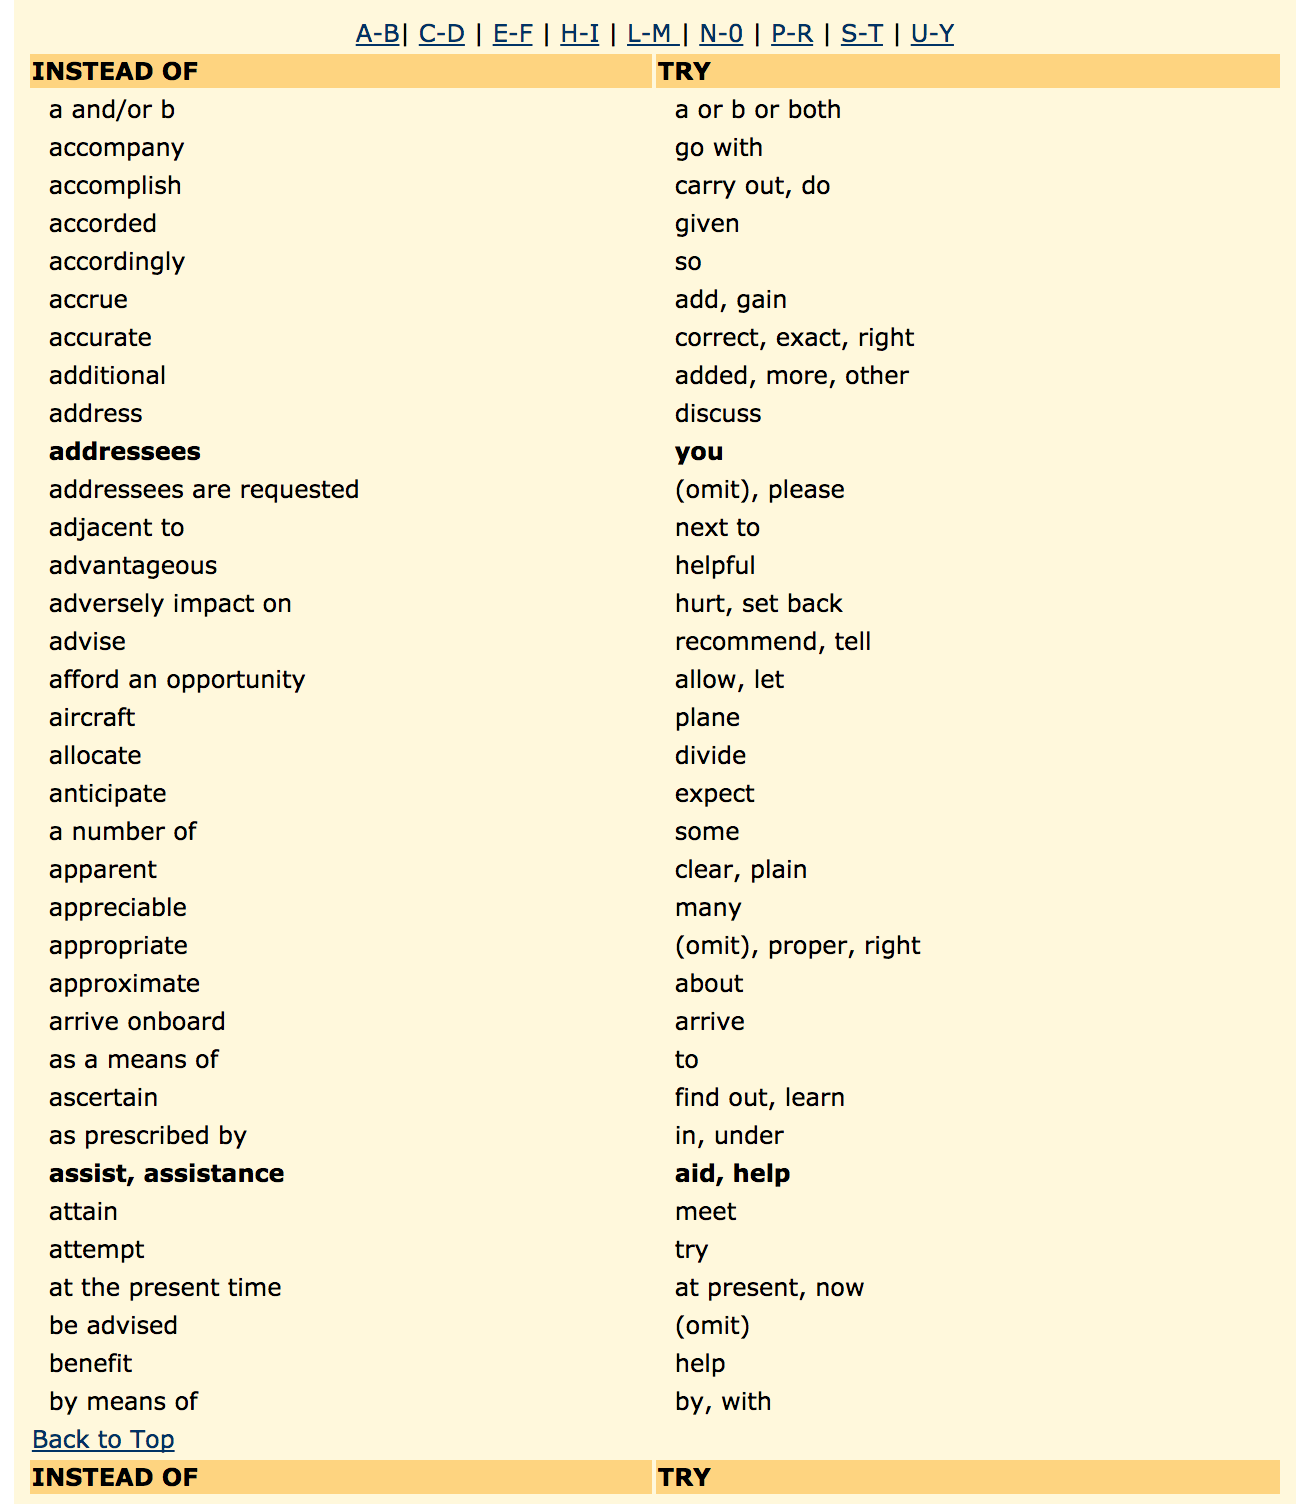 A-B| C-D | E-F | H-I | L-M | N-0 | P-R | S-T | U-Y
INSTEAD OF TRY
a and/or b a or b or both
accompany go with
accomplish carry out, do
accorded given
accordingly so
accrue add, gain
accurate correct, exact, right
additional added, more, other
address discuss
addressees you
addressees are requested (omit), please
adjacent to next to
advantageous helpful
adversely impact on hurt, set back
advise recommend, tell
afford an opportunity allow, let
aircraft plane
allocate divide
anticipate expect
a number of some
apparent clear, plain
appreciable many
appropriate (omit), proper, right
approximate about
arrive onboard arrive
as a means of to
ascertain find out, learn
as prescribed by in, under
assist, assistance aid, help
attain meet
attempt try
at the present time at present, now
be advised (omit)
benefit help
by means of by, with
Back to Top
INSTEAD OF TRY